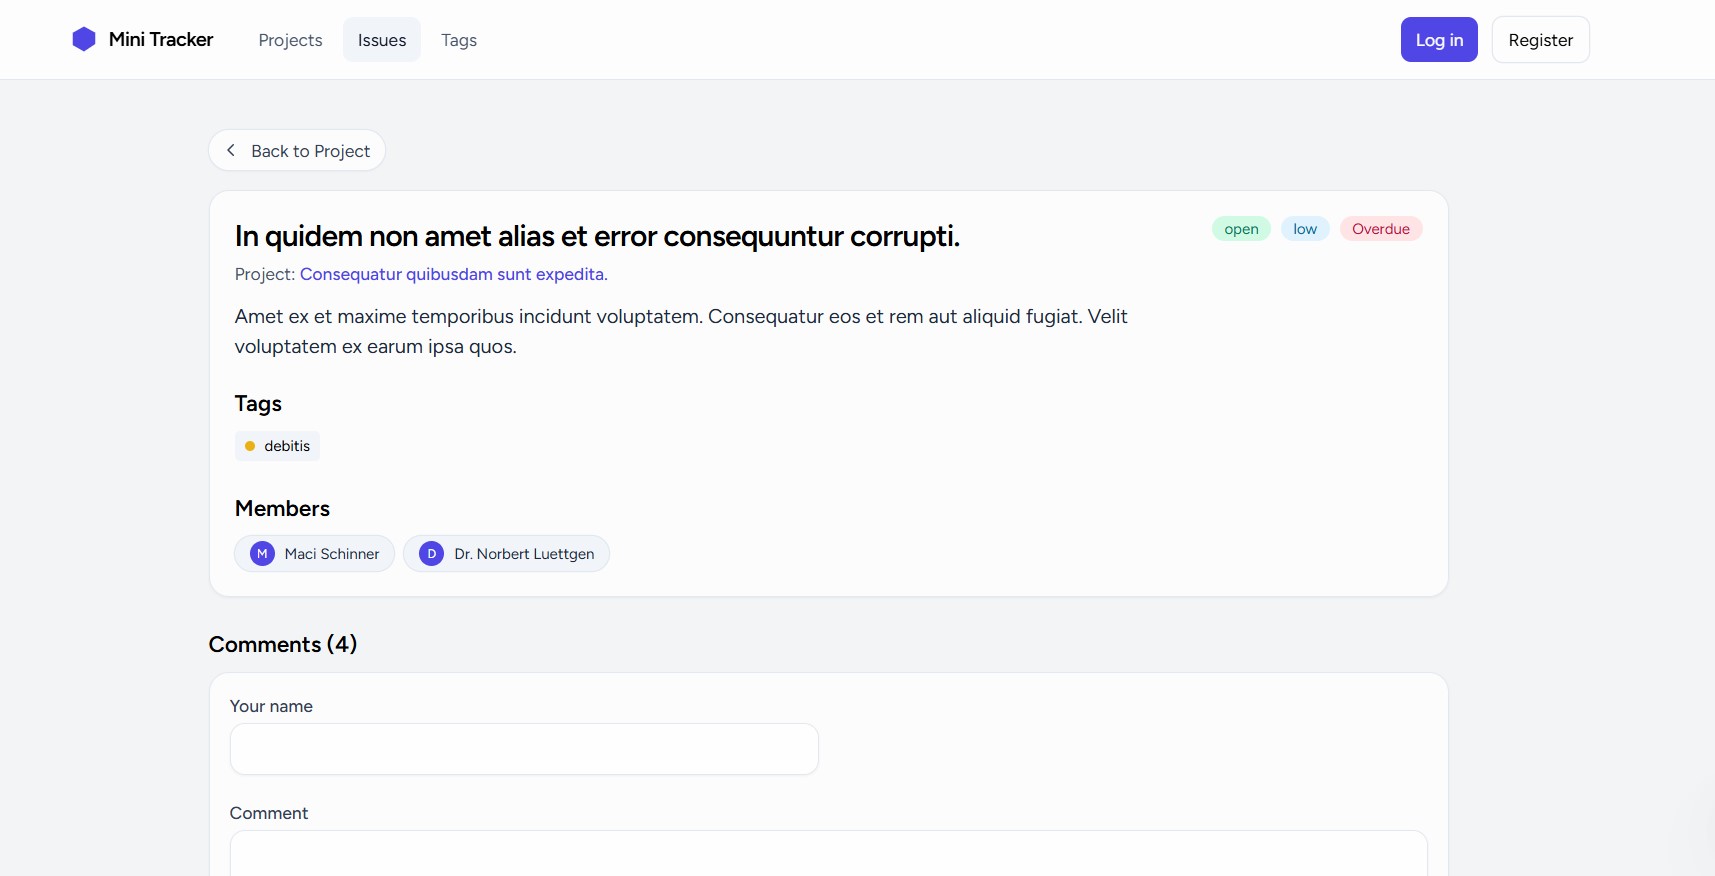 Mini Tracker
Projects
Issues
Tags
Log in
Register
Back to Project
In quidem non amet alias et error consequuntur corrupti.
open
low
Overdue
Project: Consequatur quibusdam sunt expedita.
Amet ex et maxime temporibus incidunt voluptatem. Consequatur eos et rem aut aliquid fugiat. Velit
voluptatem ex earum ipsa quos.
Tags
debitis
Members
M Maci Schinner
D Dr. Norbert Luettgen
Comments (4)
Your name
Comment